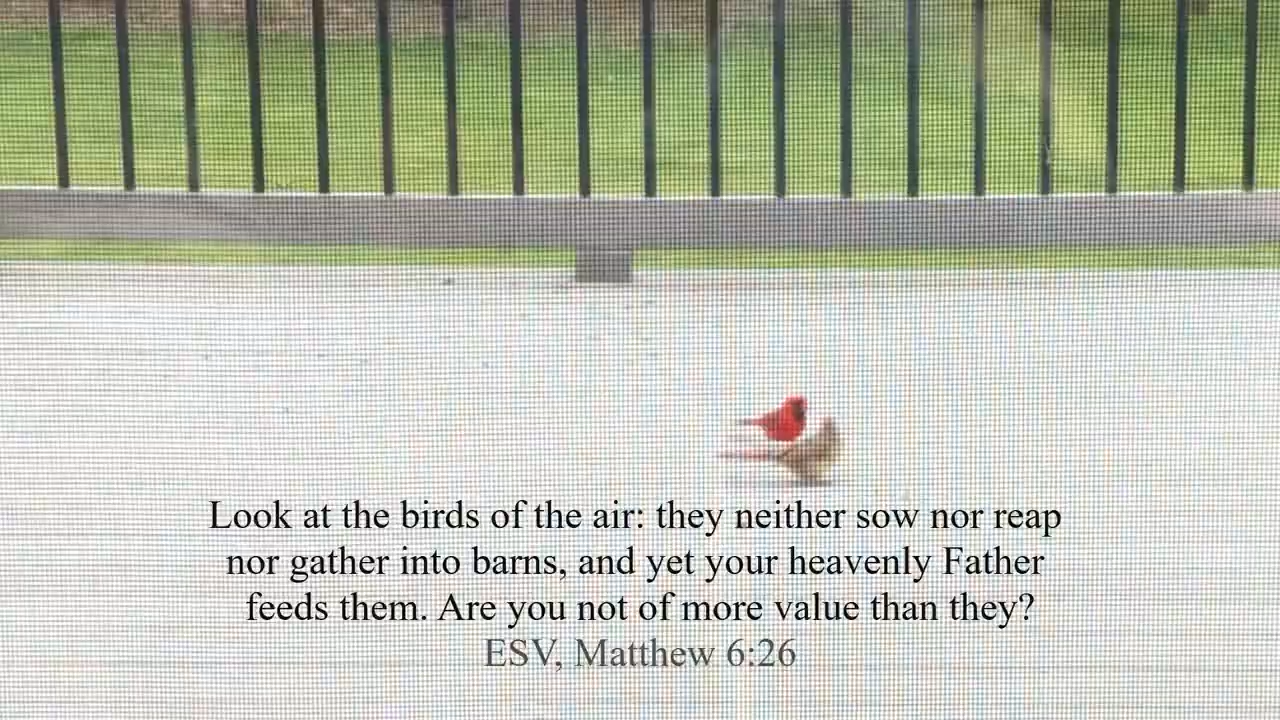 Look at the birds of the air: they neither sow nor reap
nor gather into barns, and yet your heavenly Father
feeds them. Are you not of more value than they?
ESV, Matthew 6:26